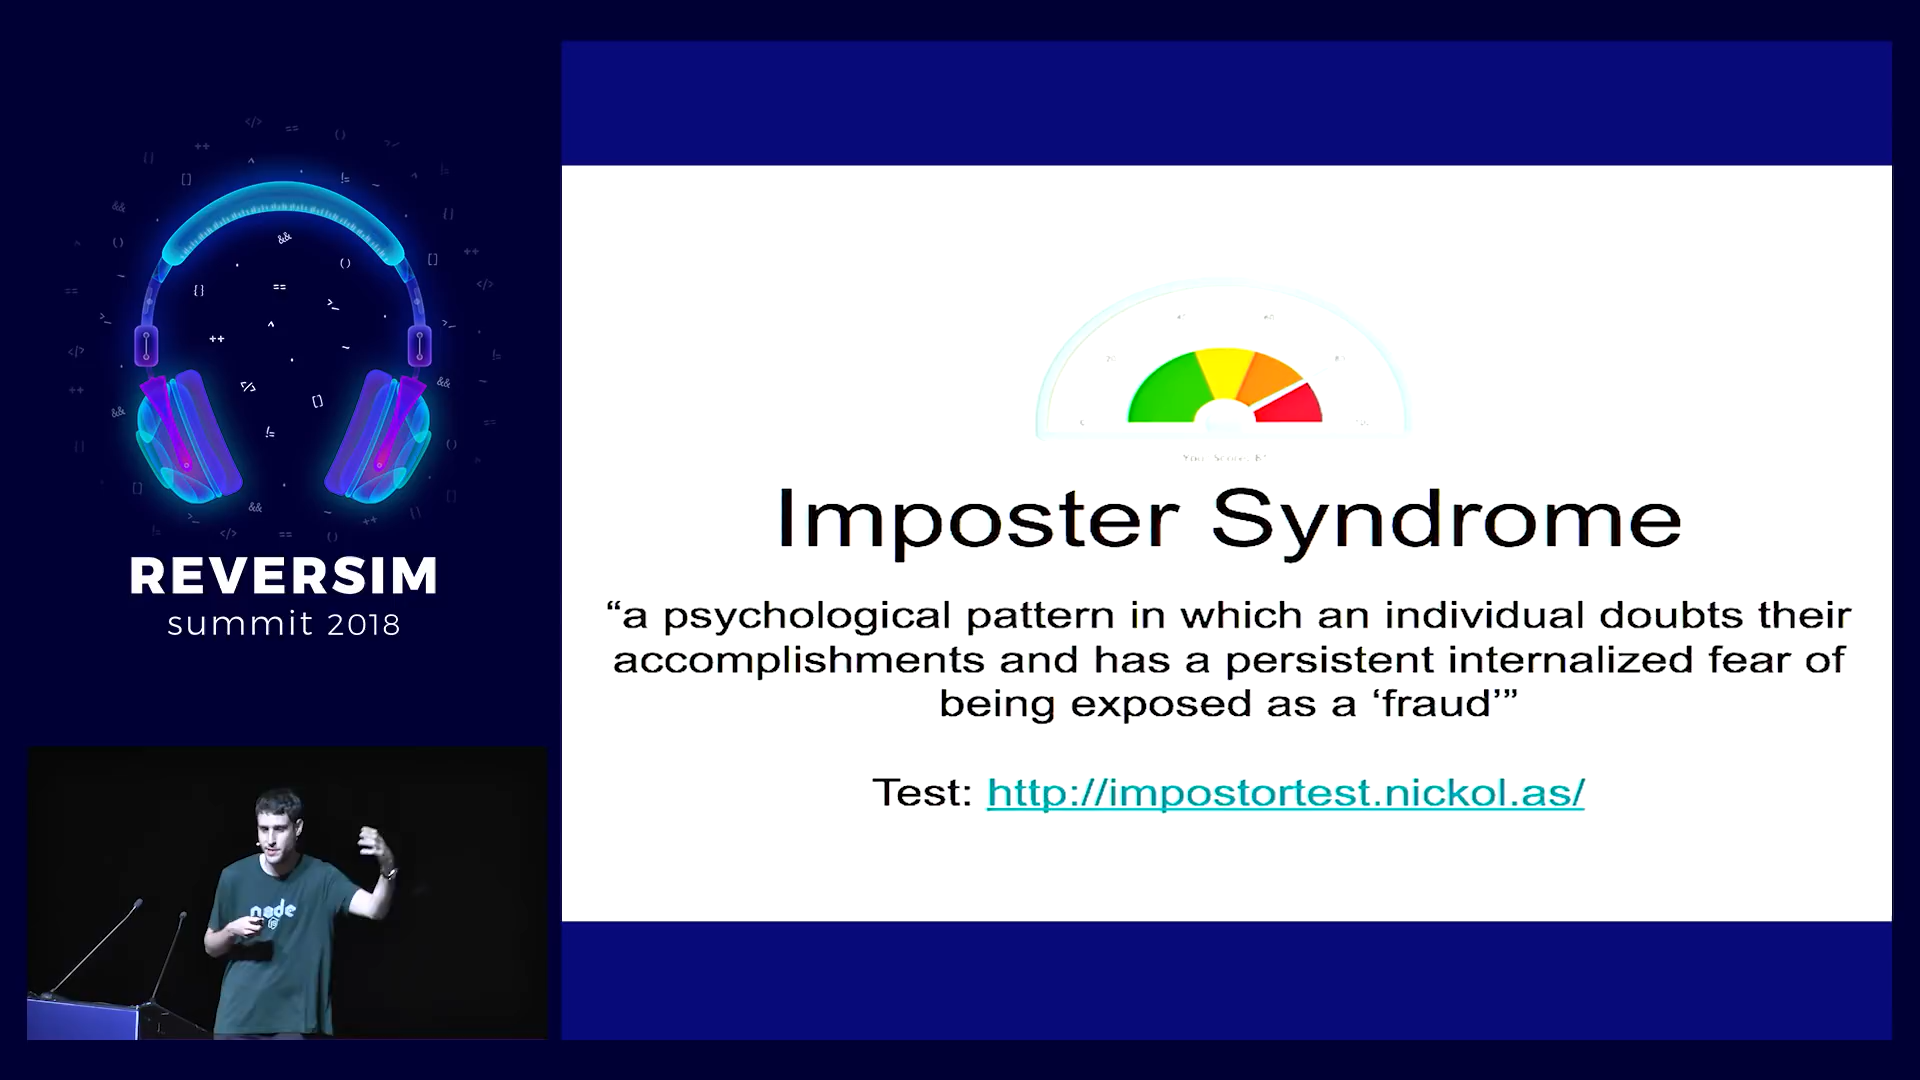 REVERSIM
summit 2018
node
Imposter Syndrome
“a psychological pattern in which an individual doubts their
accomplishments and has a persistent internalized fear of
being exposed as a ‘fraud’”
Test: http://impostortest.nickol.as/